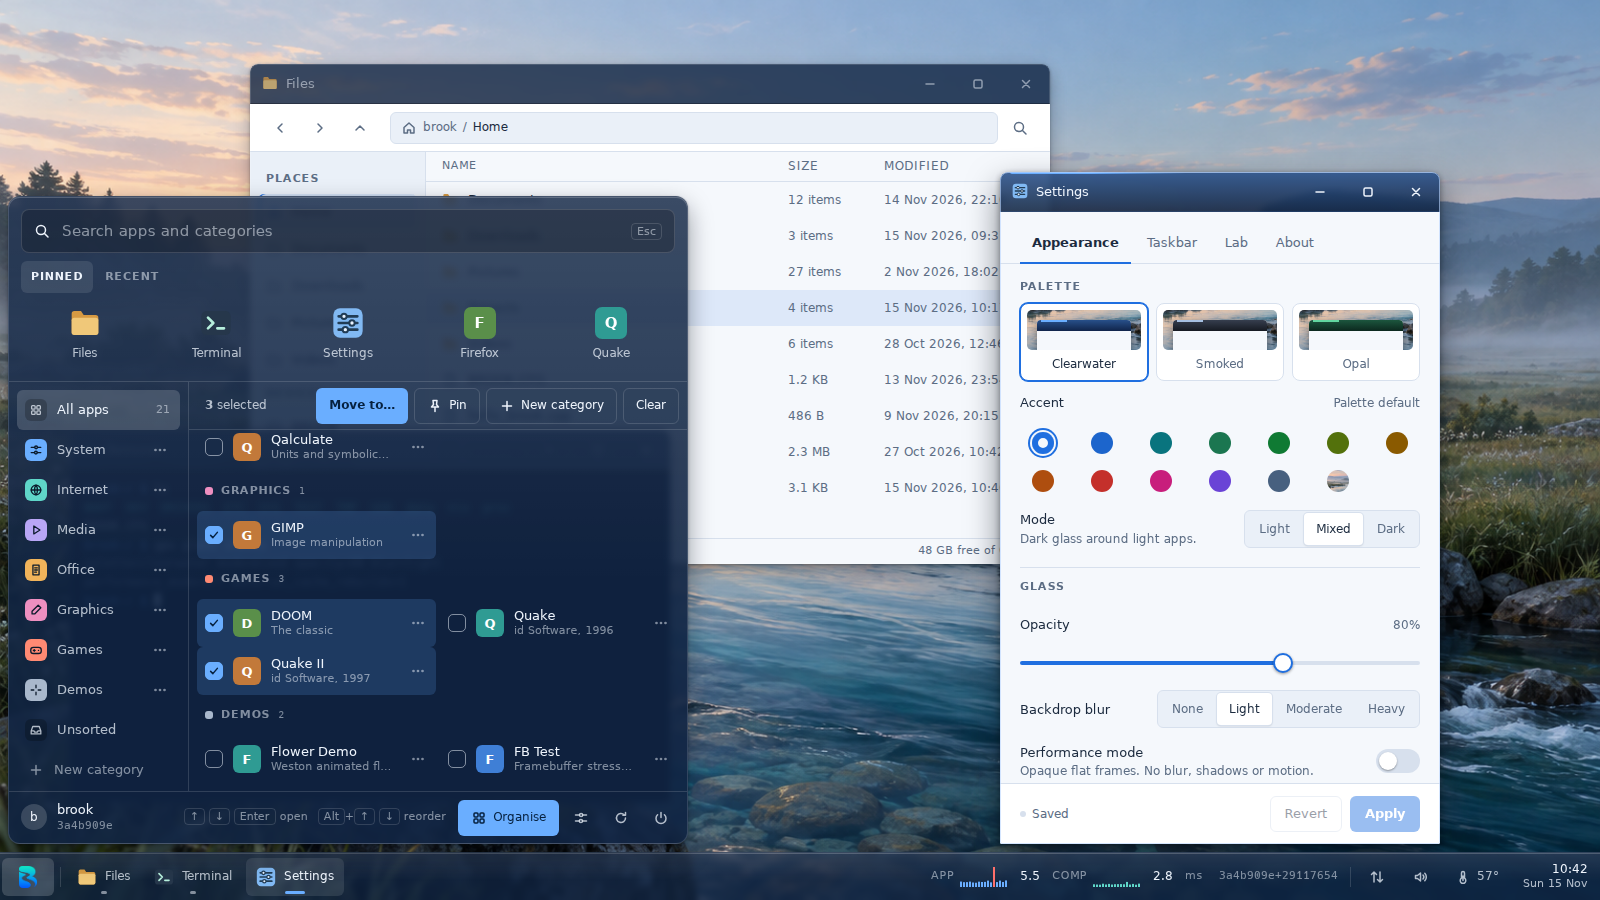 Files
brook / Home
PLACES
NAME
SIZE
MODIFIED
12 items
14 Nov 2026, 22:1
3 items
15 Nov 2026, 09:3
27 items
2 Nov 2026, 18:02
4 items
15 Nov 2026, 10:1
6 items
28 Oct 2026, 12:4
1.2 KB
13 Nov 2026, 23:5
486 B
9 Nov 2026, 20:15
2.3 MB
27 Oct 2026, 10:4
3.1 KB
15 Nov 2026, 10:4
48 GB free of
Search apps and categories
Esc
PINNED
RECENT
Files
Terminal
Settings
F
Firefox
Q
Quake
All apps
21
System
Internet
Media
Office
Graphics
Games
Demos
Unsorted
New category
3 selected
Move to...
Pin
New category
Clear
Q
Qalculate
Units and symbolic...
GRAPHICS 1
G
GIMP
Image manipulation
GAMES 3
D
DOOM
The classic
Q
Quake
id Software, 1996
Q
Quake II
id Software, 1997
DEMOS 2
F
Flower Demo
Weston animated fl...
F
FB Test
Framebuffer stress...
b
brook
3a4b909e
↑ ↓ Enter open Alt+↑ ↓ reorder
Organise
Settings
Appearance
Taskbar
Lab
About
PALETTE
Clearwater
Smoked
Opal
Accent
Palette default
Mode
Dark glass around light apps.
Light
Mixed
Dark
GLASS
Opacity
80%
Backdrop blur
None
Light
Moderate
Heavy
Performance mode
Opaque flat frames. No blur, shadows or motion.
Saved
Revert
Apply
Files
Terminal
Settings
APP
5.5
COMP
2.8 ms
3a4b909e+29117654
57°
10:42
Sun 15 Nov